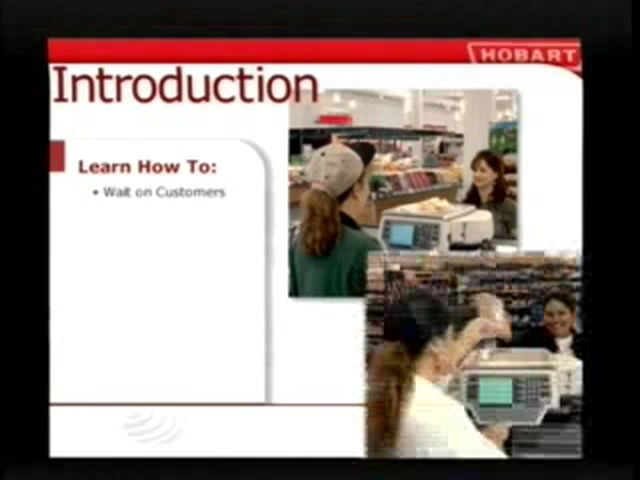 HOBART
Introduction
Learn How To:
• Wait on Customers